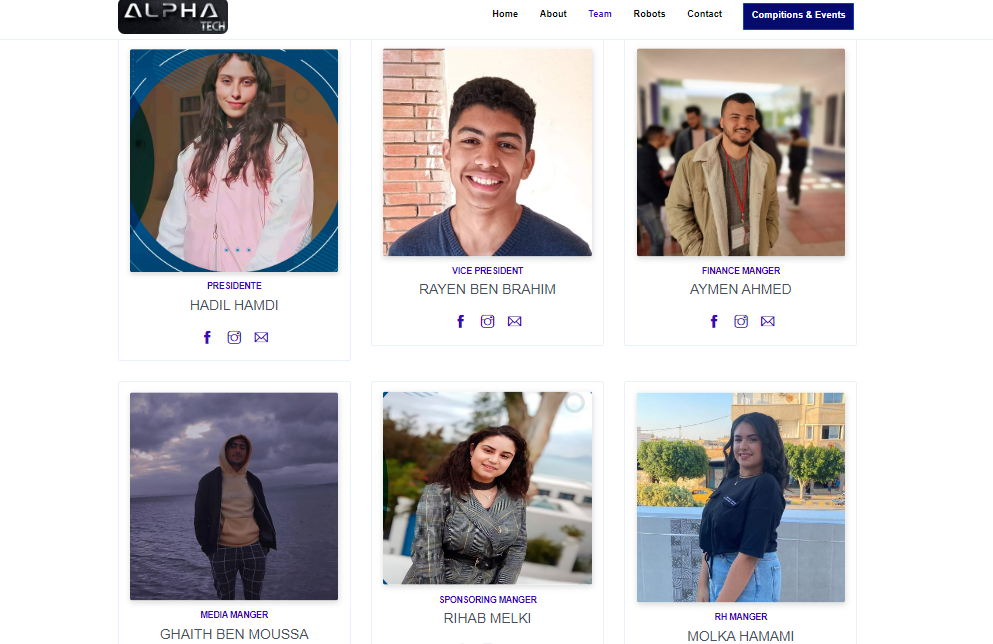 ALPHA
TECH
Home About Team Robots Contact Compitions & Events
PRESIDENTE
HADIL HAMDI
VICE PRESIDENT
RAYEN BEN BRAHIM
FINANCE MANGER
AYMEN AHMED
MEDIA MANGER
GHAITH BEN MOUSSA
SPONSORING MANGER
RIHAB MELKI
RH MANGER
MOLKA HAMAMI